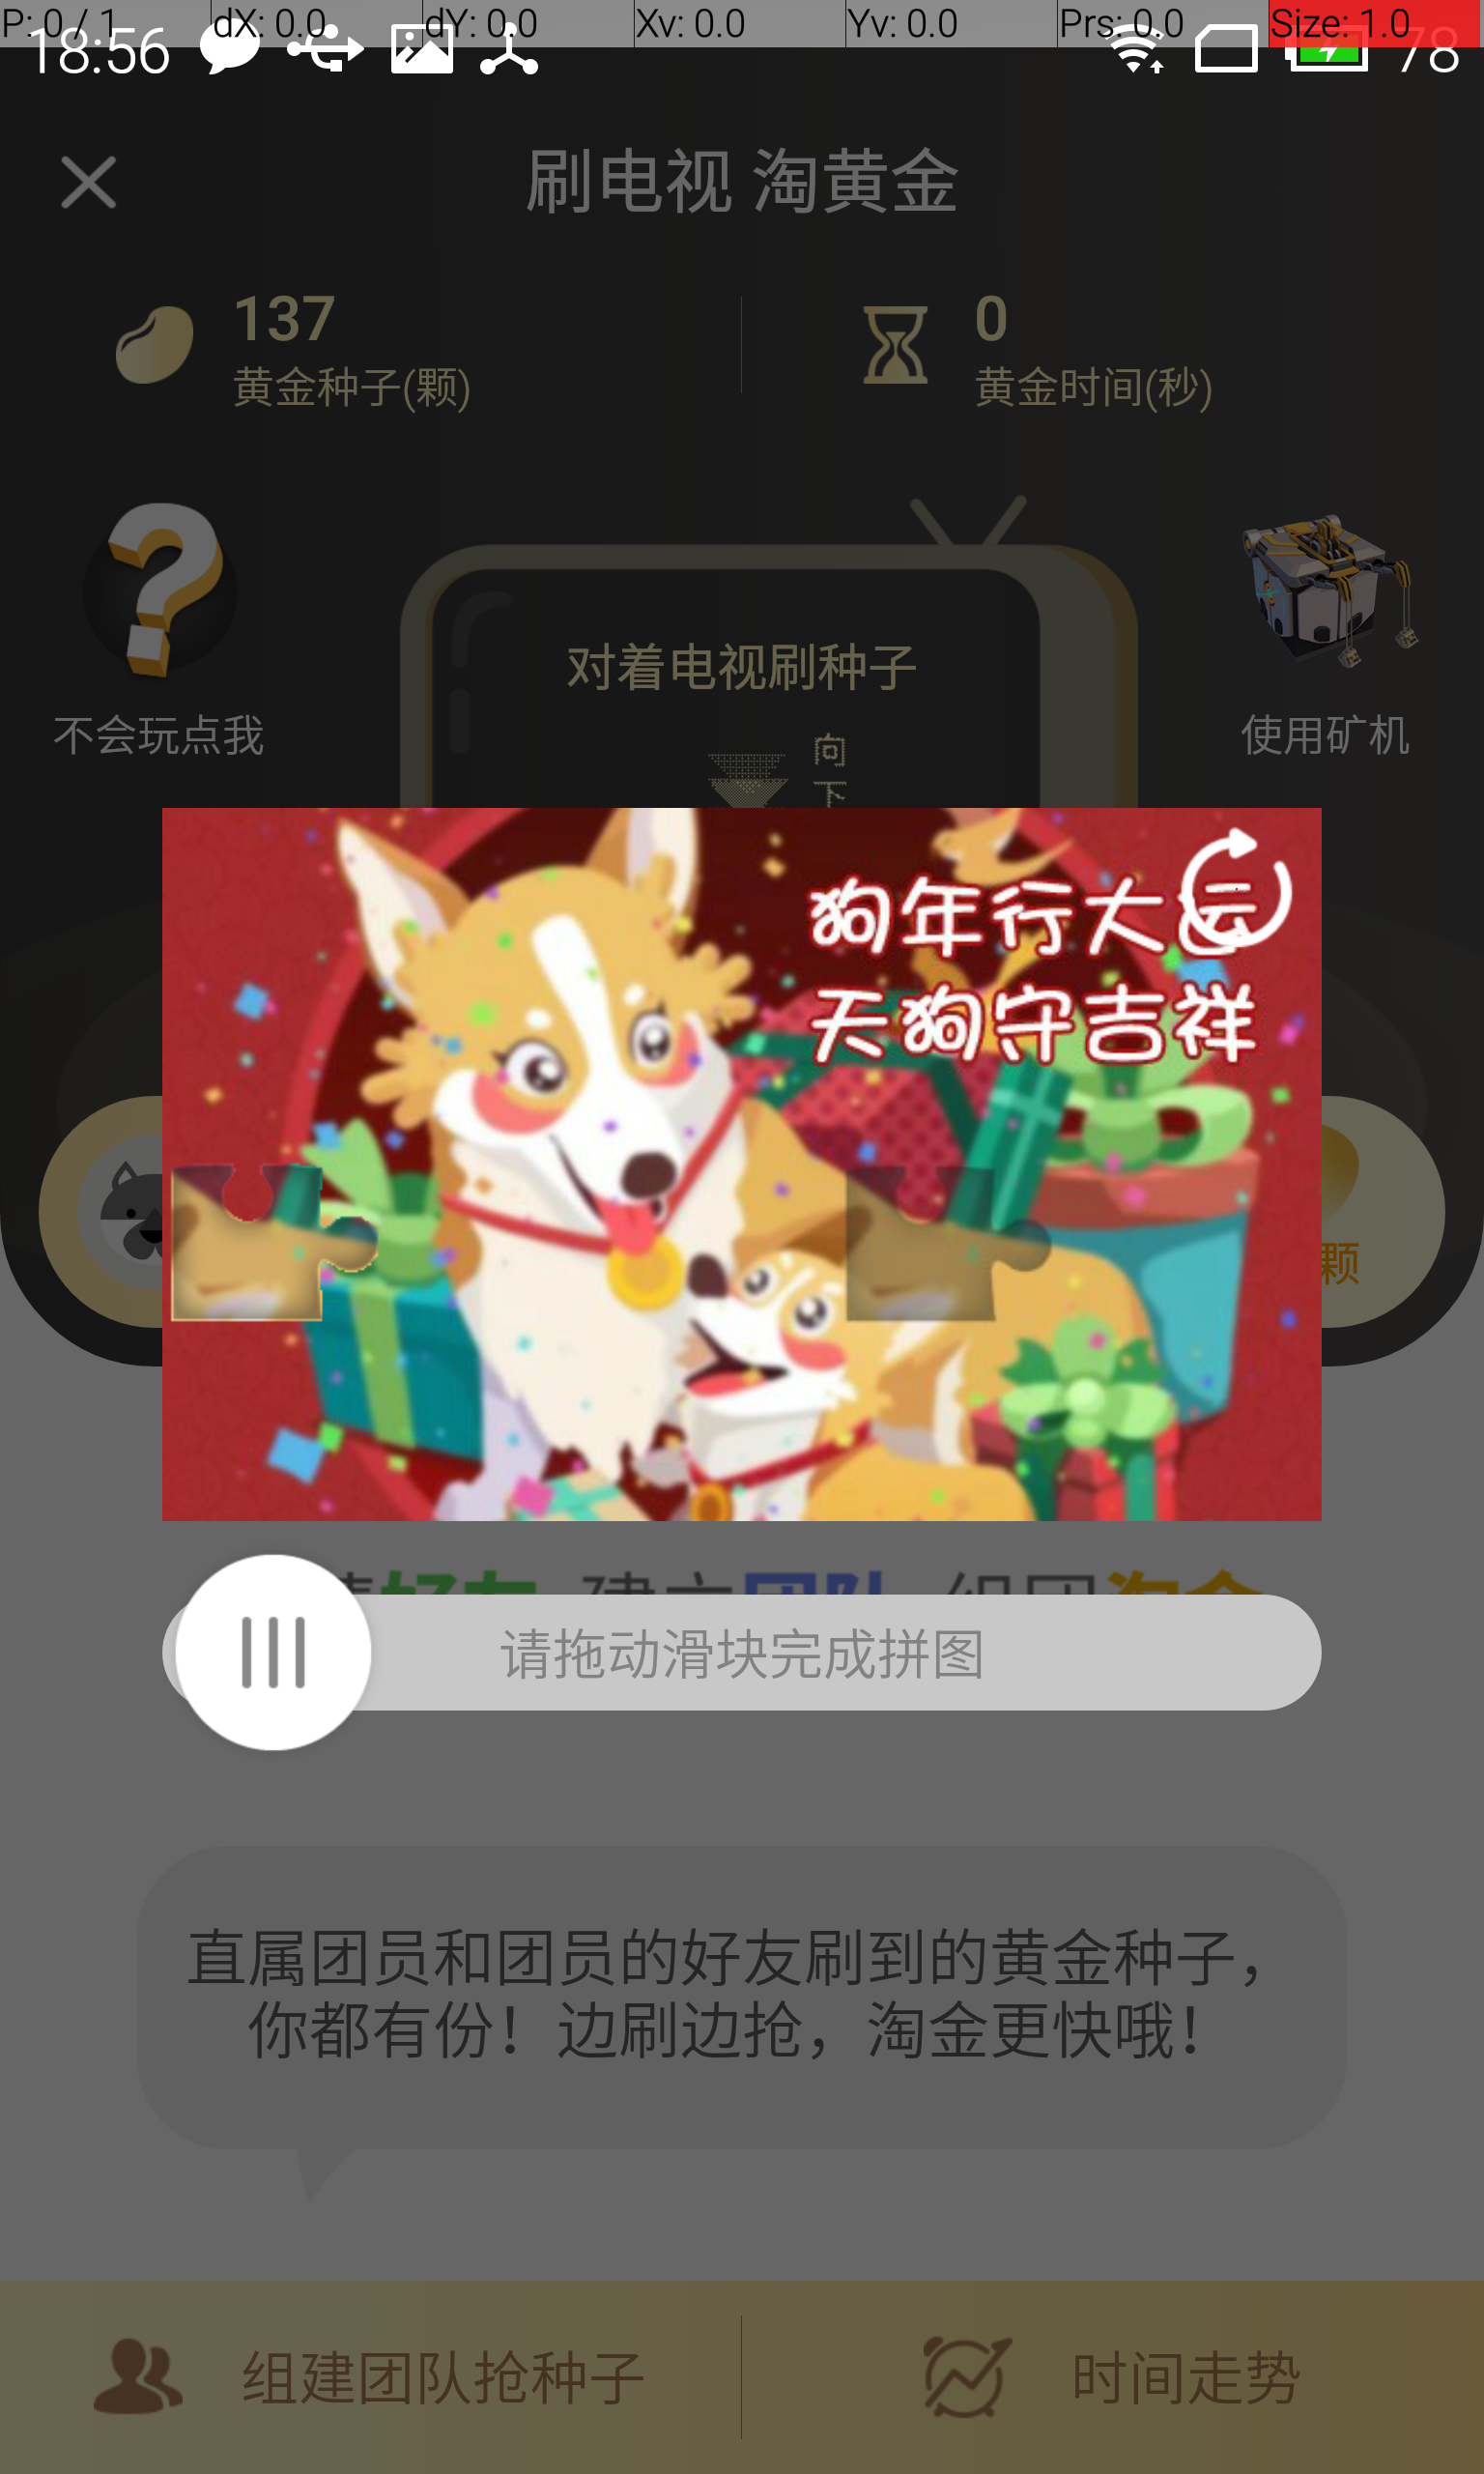 P: 0 / 1 dX: 0.0 dY: 0.0 Xv: 0.0 Yv: 0.0 Prs: 0.0 Size: 1.0
18:56 78
刷电视 淘黄金
137
黄金种子(颗)
0
黄金时间(秒)
对着电视刷种子
不会玩点我
使用矿机
向
下
狗年行大运
天狗守吉祥
颗
请拖动滑块完成拼图
直属团员和团员的好友刷到的黄金种子，
你都有份！边刷边抢，淘金更快哦！
组建团队抢种子
时间走势